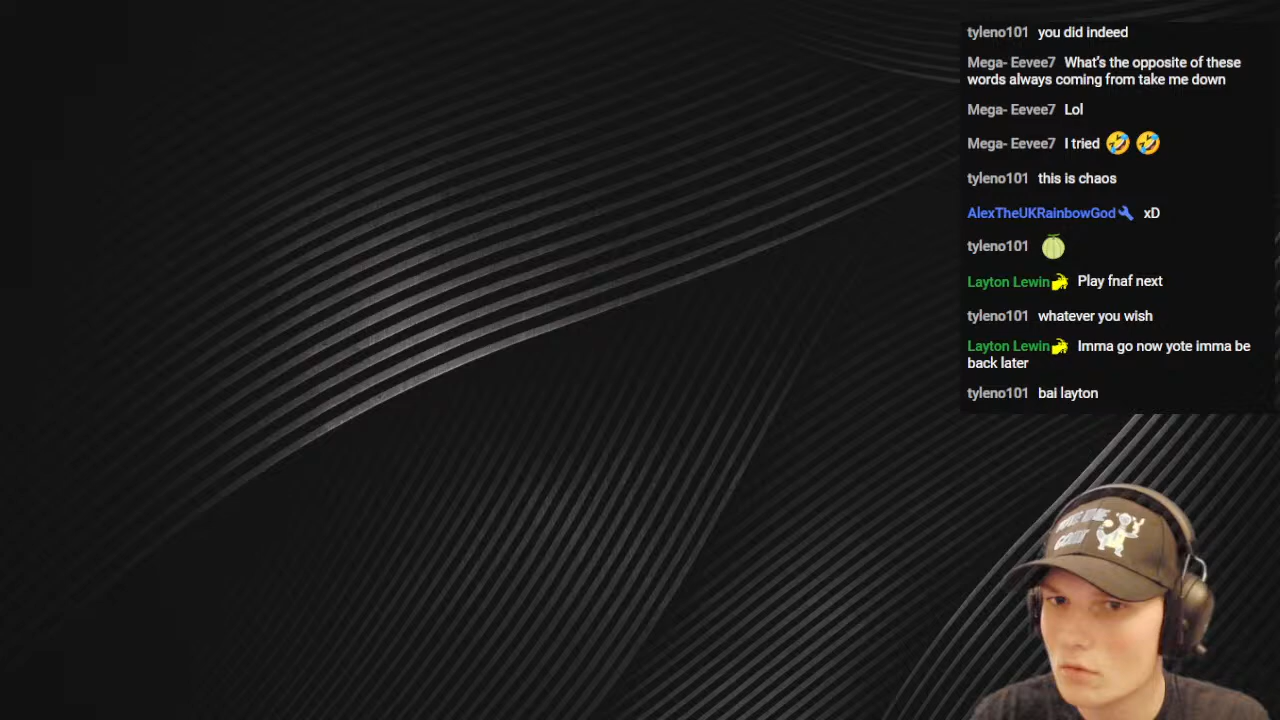 tyleno101 you did indeed
Mega- Eevee7 What's the opposite of these
words always coming from take me down
Mega- Eevee7 Lol
Mega- Eevee7 I tried 🤣 🤣
tyleno101 this is chaos
AlexTheUKRainbowGod xD
tyleno101 🍈
Layton Lewin Play fnaf next
tyleno101 whatever you wish
Layton Lewin Imma go now yote imma be
back later
tyleno101 bai layton